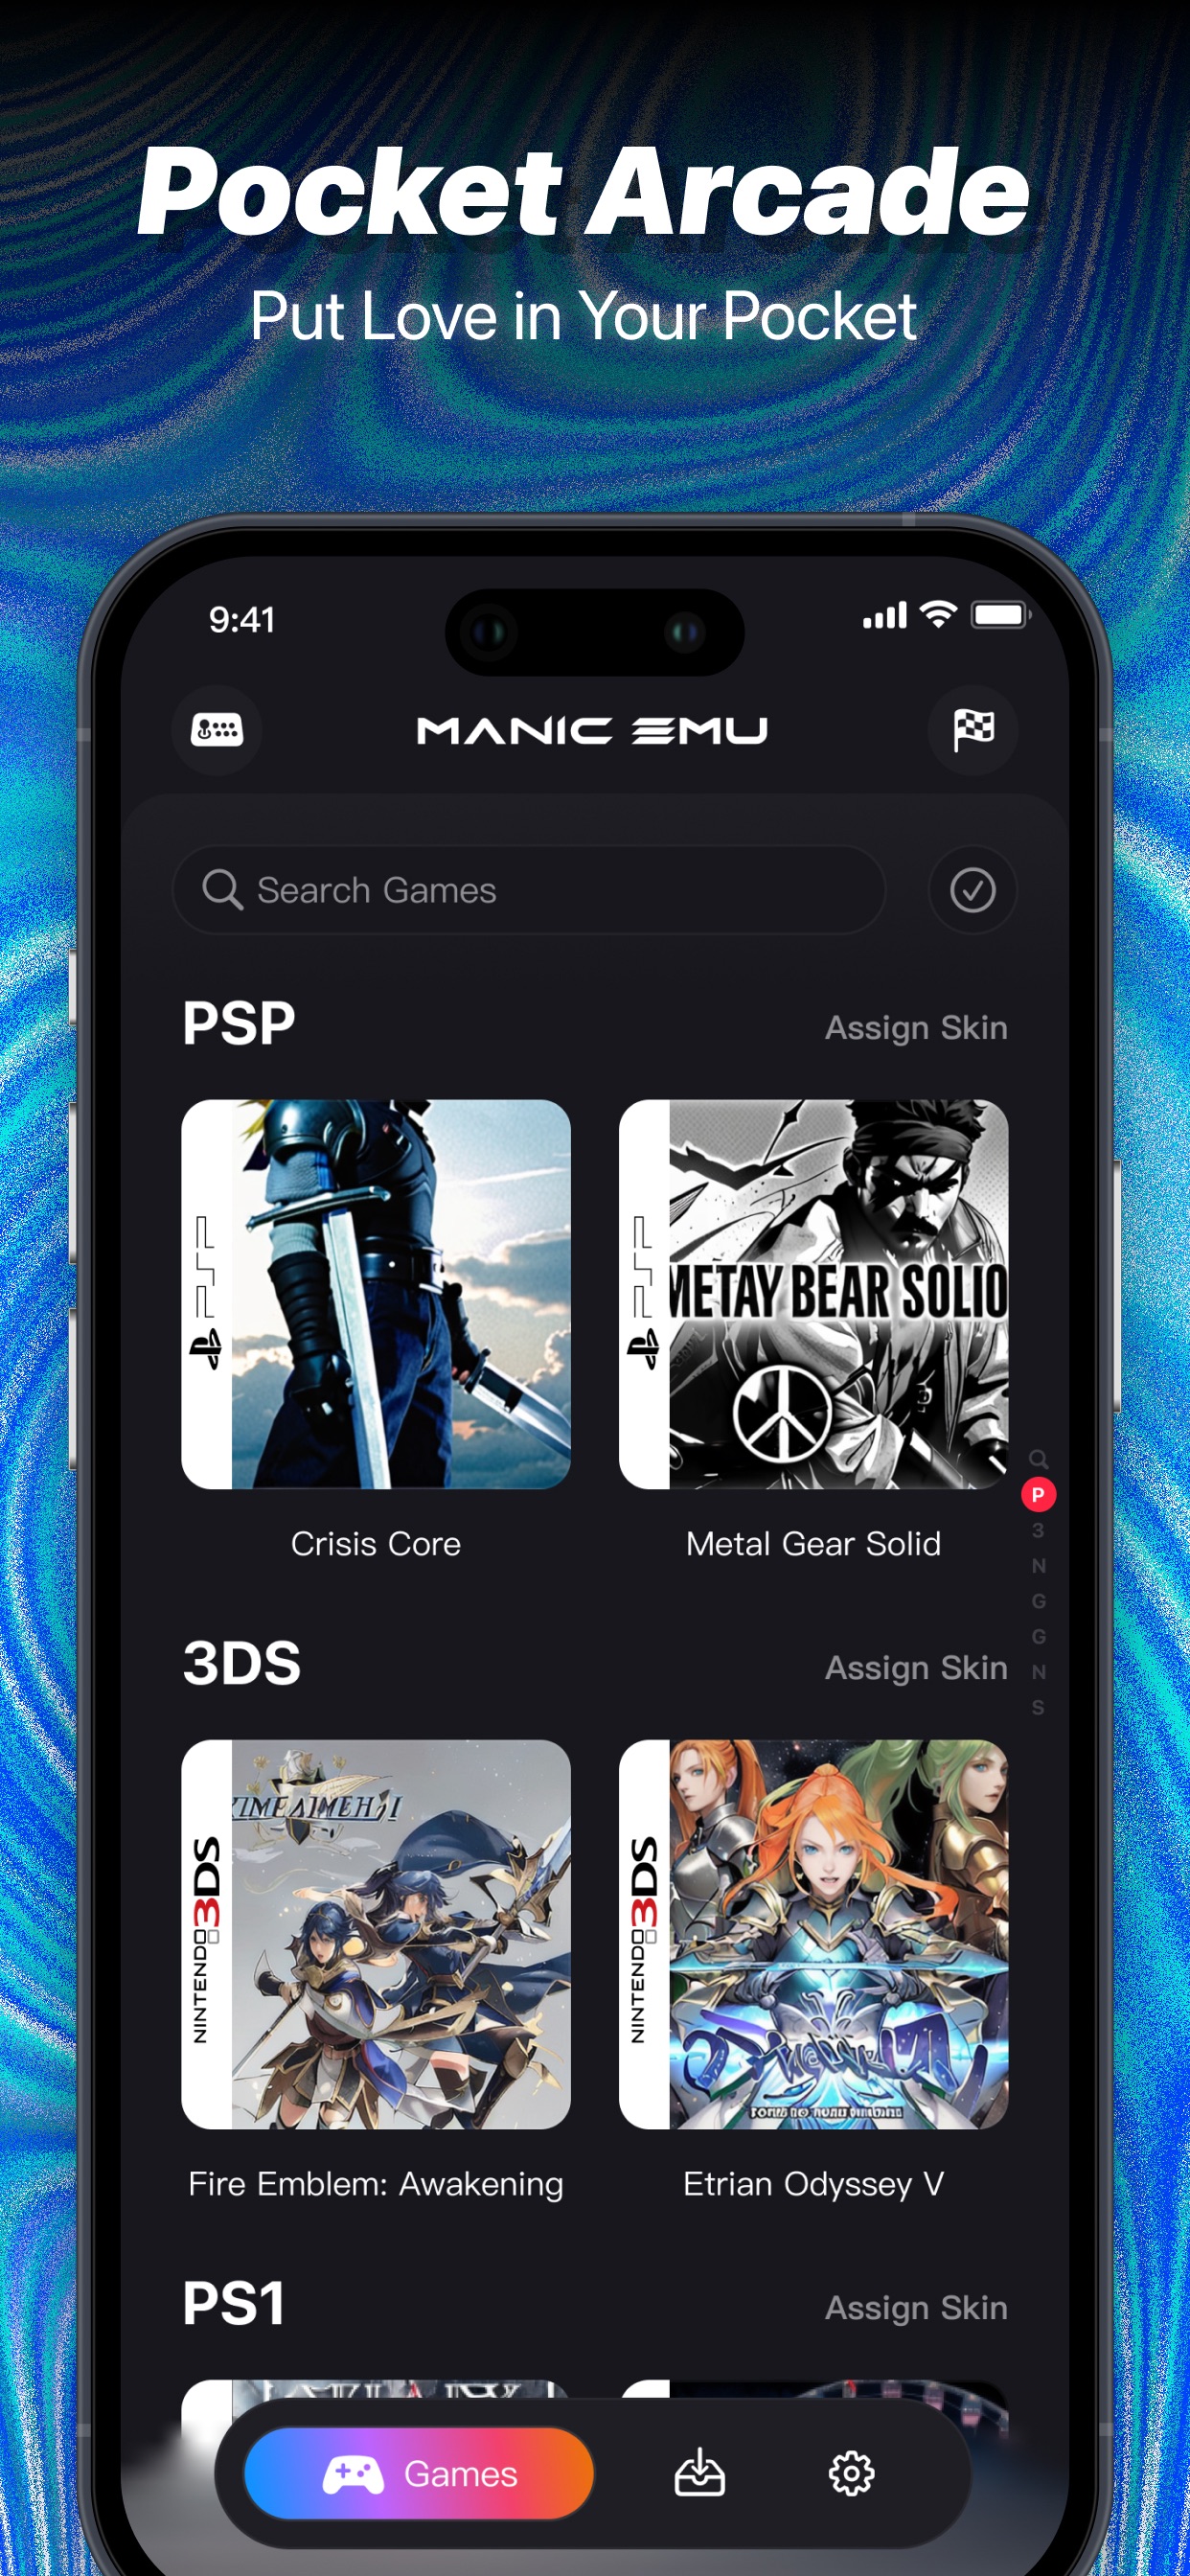 Pocket Arcade
Put Love in Your Pocket
9:41
MANIC EMU
Search Games
PSP
Assign Skin
PSP
PSP
METAY BEAR SOLIO
Crisis Core
Metal Gear Solid
P
3
N
G
G
N
S
3DS
Assign Skin
NINTENDO 3DS
NINTENDO 3DS
Fire Emblem: Awakening
Etrian Odyssey V
PS1
Assign Skin
Games